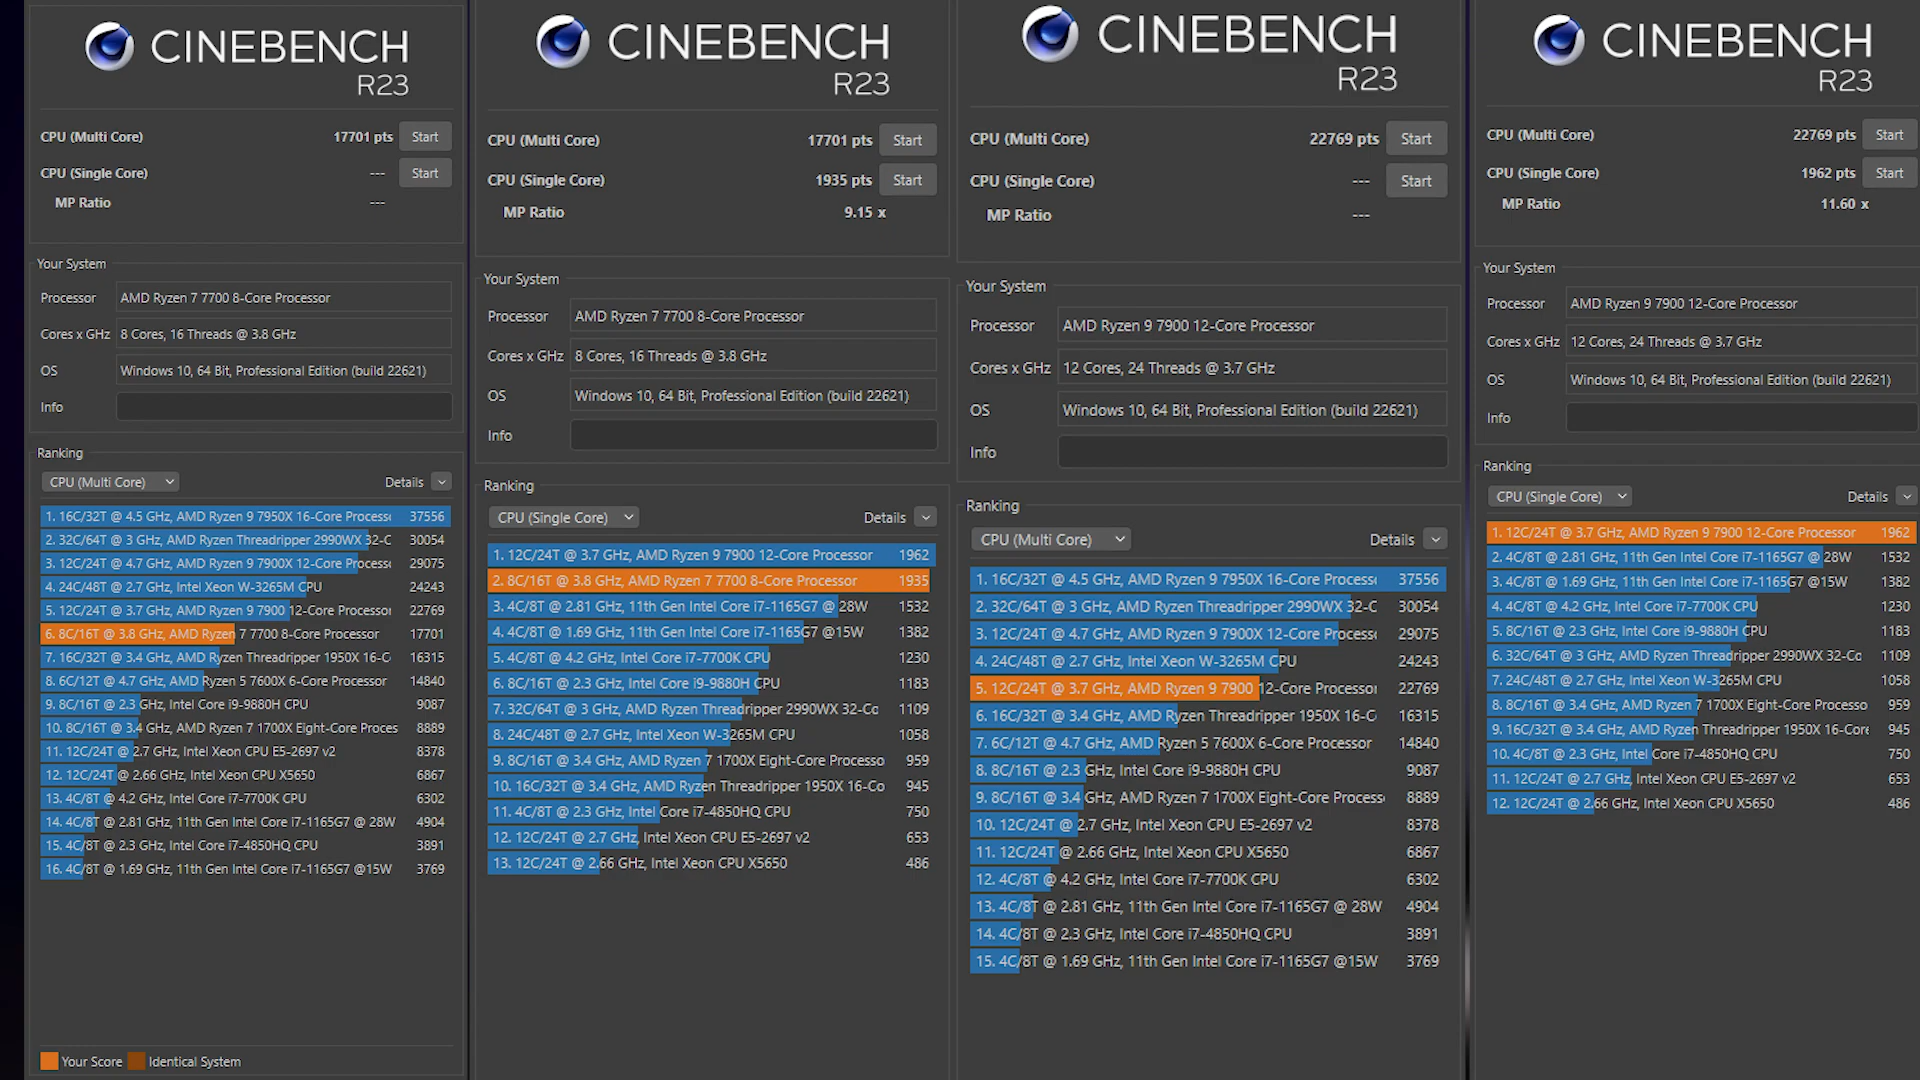 CINEBENCH
R23
CPU (Multi Core) 17701 pts Start
CPU (Single Core) --- Start
MP Ratio ---
Your System
Processor AMD Ryzen 7 7700 8-Core Processor
Cores x GHz 8 Cores, 16 Threads @ 3.8 GHz
OS Windows 10, 64 Bit, Professional Edition (build 22621)
Info
Ranking
CPU (Multi Core) Details
1. 16C/32T @ 4.5 GHz, AMD Ryzen 9 7950X 16-Core Process 37556
2. 32C/64T @ 3 GHz, AMD Ryzen Threadripper 2990WX 32-C 30054
3. 12C/24T @ 4.7 GHz, AMD Ryzen 9 7900X 12-Core Process 29075
4. 24C/48T @ 2.7 GHz, Intel Xeon W-3265M CPU 24243
5. 12C/24T @ 3.7 GHz, AMD Ryzen 9 7900 12-Core Processor 22769
6. 8C/16T @ 3.8 GHz, AMD Ryzen 7 7700 8-Core Processor 17701
7. 16C/32T @ 3.4 GHz, AMD Ryzen Threadripper 1950X 16-C 16315
8. 6C/12T @ 4.7 GHz, AMD Ryzen 5 7600X 6-Core Processor 14840
9. 8C/16T @ 2.3 GHz, Intel Core i9-9880H CPU 9087
10. 8C/16T @ 3.4 GHz, AMD Ryzen 7 1700X Eight-Core Proces 8889
11. 12C/24T @ 2.7 GHz, Intel Xeon CPU E5-2697 v2 8378
12. 12C/24T @ 2.66 GHz, Intel Xeon CPU X5650 6867
13. 4C/8T @ 4.2 GHz, Intel Core i7-7700K CPU 6302
14. 4C/8T @ 2.81 GHz, 11th Gen Intel Core i7-1165G7 @ 28W 4904
15. 4C/8T @ 2.3 GHz, Intel Core i7-4850HQ CPU 3891
16. 4C/8T @ 1.69 GHz, 11th Gen Intel Core i7-1165G7 @15W 3769
Your Score Identical System
CINEBENCH
R23
CPU (Multi Core) 17701 pts Start
CPU (Single Core) 1935 pts Start
MP Ratio 9.15 x
Your System
Processor AMD Ryzen 7 7700 8-Core Processor
Cores x GHz 8 Cores, 16 Threads @ 3.8 GHz
OS Windows 10, 64 Bit, Professional Edition (build 22621)
Info
Ranking
CPU (Single Core) Details
1. 12C/24T @ 3.7 GHz, AMD Ryzen 9 7900 12-Core Processor 1962
2. 8C/16T @ 3.8 GHz, AMD Ryzen 7 7700 8-Core Processor 1935
3. 4C/8T @ 2.81 GHz, 11th Gen Intel Core i7-1165G7 @ 28W 1532
4. 4C/8T @ 1.69 GHz, 11th Gen Intel Core i7-1165G7 @15W 1382
5. 4C/8T @ 4.2 GHz, Intel Core i7-7700K CPU 1230
6. 8C/16T @ 2.3 GHz, Intel Core i9-9880H CPU 1183
7. 32C/64T @ 3 GHz, AMD Ryzen Threadripper 2990WX 32-Co 1109
8. 24C/48T @ 2.7 GHz, Intel Xeon W-3265M CPU 1058
9. 8C/16T @ 3.4 GHz, AMD Ryzen 7 1700X Eight-Core Processo 959
10. 16C/32T @ 3.4 GHz, AMD Ryzen Threadripper 1950X 16-Co 945
11. 4C/8T @ 2.3 GHz, Intel Core i7-4850HQ CPU 750
12. 12C/24T @ 2.7 GHz, Intel Xeon CPU E5-2697 v2 653
13. 12C/24T @ 2.66 GHz, Intel Xeon CPU X5650 486
CINEBENCH
R23
CPU (Multi Core) 22769 pts Start
CPU (Single Core) --- Start
MP Ratio ---
Your System
Processor AMD Ryzen 9 7900 12-Core Processor
Cores x GHz 12 Cores, 24 Threads @ 3.7 GHz
OS Windows 10, 64 Bit, Professional Edition (build 22621)
Info
Ranking
CPU (Multi Core) Details
1. 16C/32T @ 4.5 GHz, AMD Ryzen 9 7950X 16-Core Process 37556
2. 32C/64T @ 3 GHz, AMD Ryzen Threadripper 2990WX 32-C 30054
3. 12C/24T @ 4.7 GHz, AMD Ryzen 9 7900X 12-Core Process 29075
4. 24C/48T @ 2.7 GHz, Intel Xeon W-3265M CPU 24243
5. 12C/24T @ 3.7 GHz, AMD Ryzen 9 7900 12-Core Processor 22769
6. 16C/32T @ 3.4 GHz, AMD Ryzen Threadripper 1950X 16-C 16315
7. 6C/12T @ 4.7 GHz, AMD Ryzen 5 7600X 6-Core Processor 14840
8. 8C/16T @ 2.3 GHz, Intel Core i9-9880H CPU 9087
9. 8C/16T @ 3.4 GHz, AMD Ryzen 7 1700X Eight-Core Process 8889
10. 12C/24T @ 2.7 GHz, Intel Xeon CPU E5-2697 v2 8378
11. 12C/24T @ 2.66 GHz, Intel Xeon CPU X5650 6867
12. 4C/8T @ 4.2 GHz, Intel Core i7-7700K CPU 6302
13. 4C/8T @ 2.81 GHz, 11th Gen Intel Core i7-1165G7 @ 28W 4904
14. 4C/8T @ 2.3 GHz, Intel Core i7-4850HQ CPU 3891
15. 4C/8T @ 1.69 GHz, 11th Gen Intel Core i7-1165G7 @15W 3769
CINEBENCH
R23
CPU (Multi Core) 22769 pts Start
CPU (Single Core) 1962 pts Start
MP Ratio 11.60 x
Your System
Processor AMD Ryzen 9 7900 12-Core Processor
Cores x GHz 12 Cores, 24 Threads @ 3.7 GHz
OS Windows 10, 64 Bit, Professional Edition (build 22621)
Info
Ranking
CPU (Single Core) Details
1. 12C/24T @ 3.7 GHz, AMD Ryzen 9 7900 12-Core Processor 1962
2. 4C/8T @ 2.81 GHz, 11th Gen Intel Core i7-1165G7 @ 28W 1532
3. 4C/8T @ 1.69 GHz, 11th Gen Intel Core i7-1165G7 @15W 1382
4. 4C/8T @ 4.2 GHz, Intel Core i7-7700K CPU 1230
5. 8C/16T @ 2.3 GHz, Intel Core i9-9880H CPU 1183
6. 32C/64T @ 3 GHz, AMD Ryzen Threadripper 2990WX 32-Co 1109
7. 24C/48T @ 2.7 GHz, Intel Xeon W-3265M CPU 1058
8. 8C/16T @ 3.4 GHz, AMD Ryzen 7 1700X Eight-Core Processo 959
9. 16C/32T @ 3.4 GHz, AMD Ryzen Threadripper 1950X 16-Core 945
10. 4C/8T @ 2.3 GHz, Intel Core i7-4850HQ CPU 750
11. 12C/24T @ 2.7 GHz, Intel Xeon CPU E5-2697 v2 653
12. 12C/24T @ 2.66 GHz, Intel Xeon CPU X5650 486